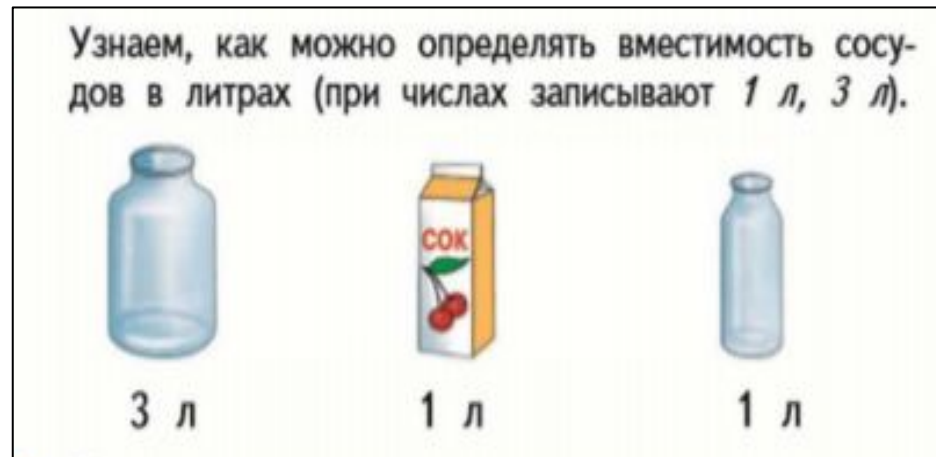 Узнаем, как можно определять вместимость сосу-
дов в литрах (при числах записывают 1 л, 3 л).
СОК
3 л 1 л 1 л